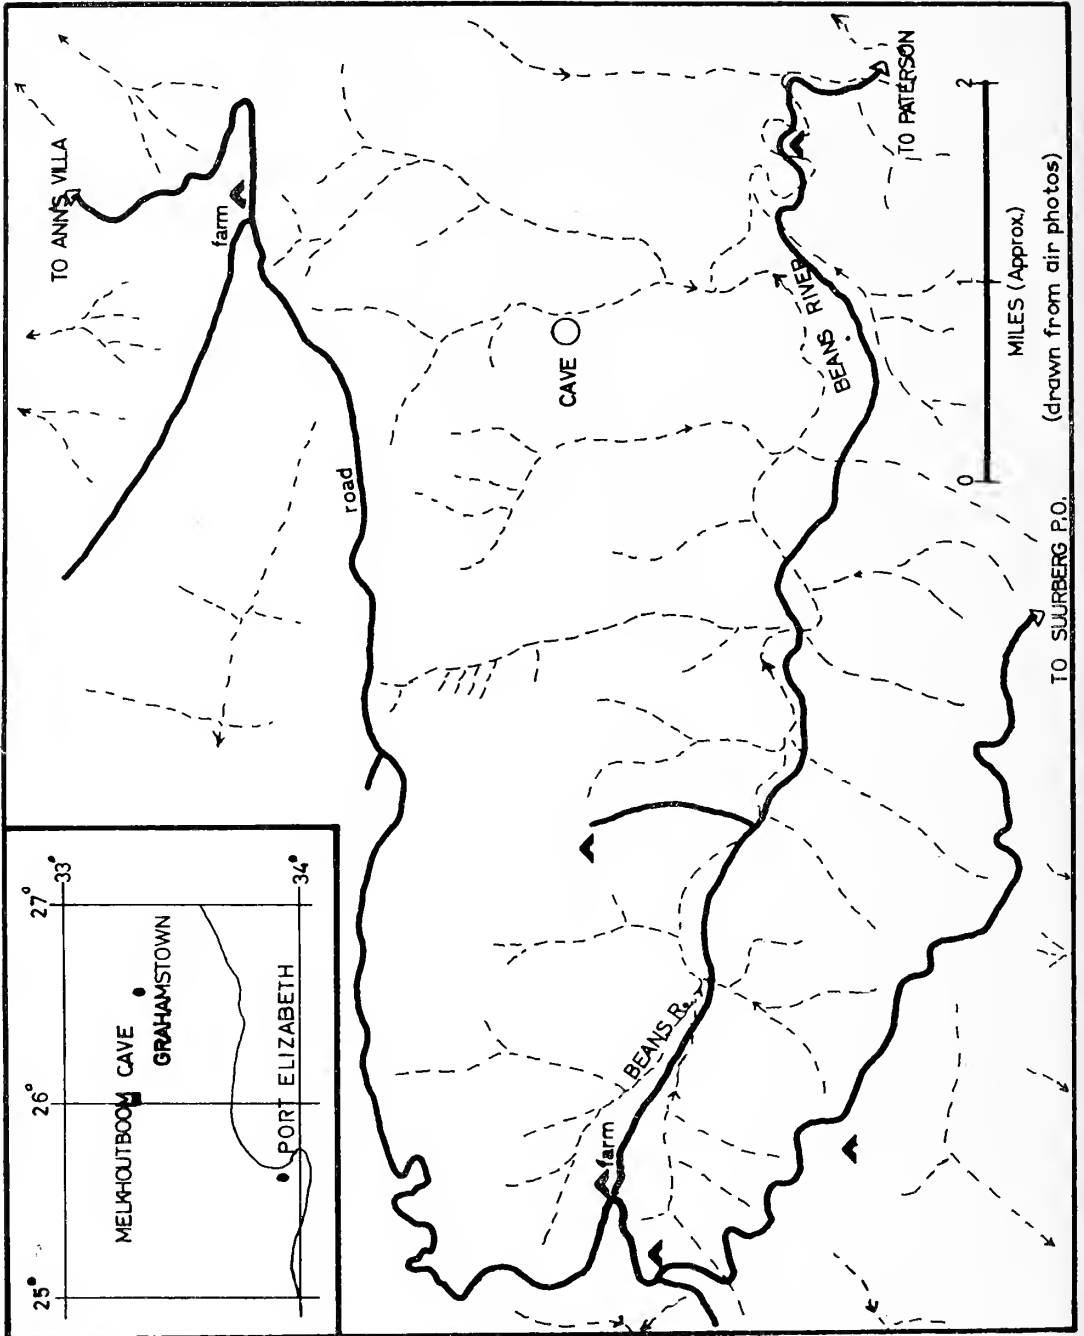 TO ANN'S VILLA
farm
road
CAVE
BEANS RIVER
TO PATERSON
0 1 2
MILES (Approx.)
(drawn from air photos)
TO SUURBERG P.O.
BEANS R.
farm
25° 26° 27°
33°
34°
MELKHOUTBOOM CAVE
GRAHAMSTOWN
PORT ELIZABETH